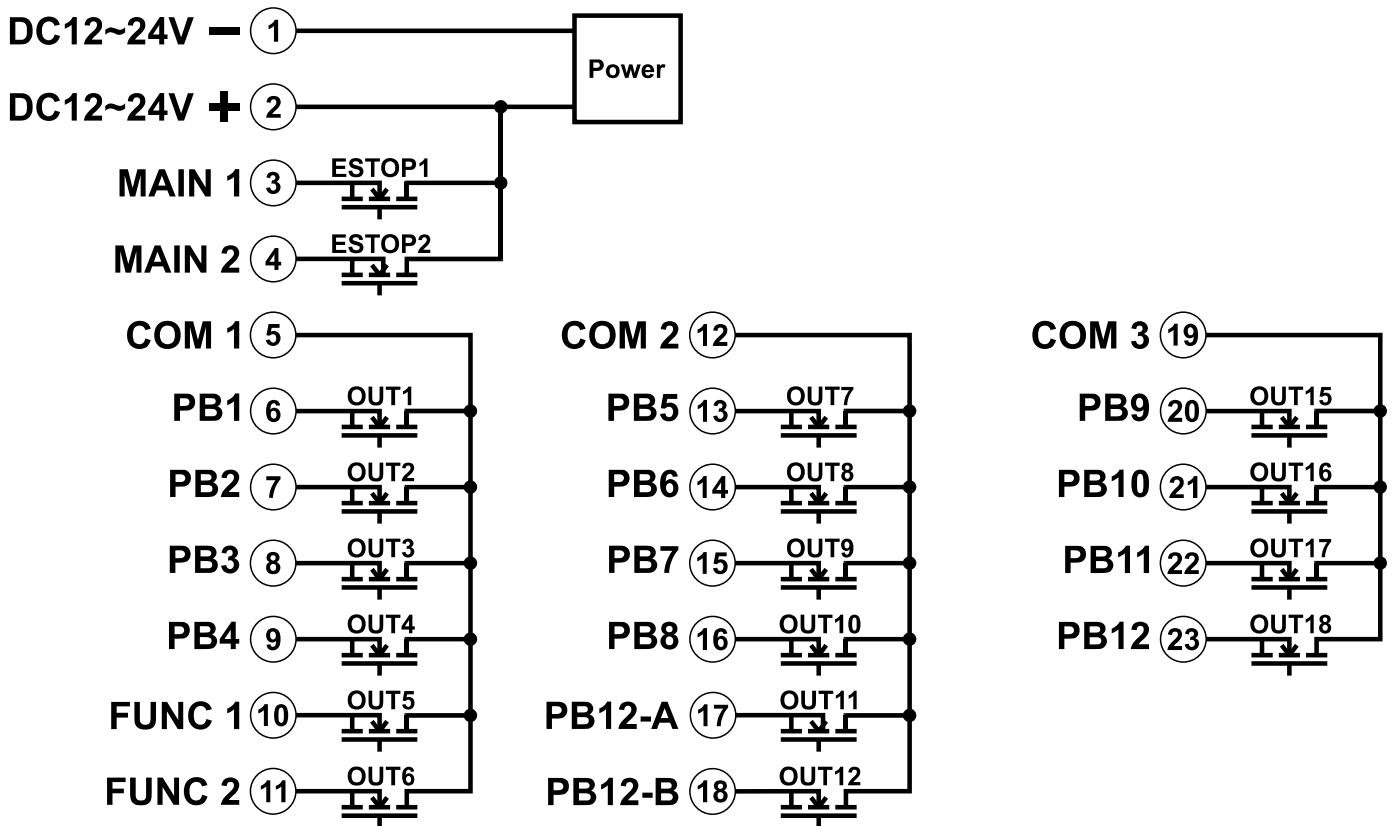 DC12~24V − 1
Power
DC12~24V + 2
MAIN 1 3 ESTOP1
MAIN 2 4 ESTOP2
COM 1 5
PB1 6 OUT1
PB2 7 OUT2
PB3 8 OUT3
PB4 9 OUT4
FUNC 1 10 OUT5
FUNC 2 11 OUT6
COM 2 12
PB5 13 OUT7
PB6 14 OUT8
PB7 15 OUT9
PB8 16 OUT10
PB12-A 17 OUT11
PB12-B 18 OUT12
COM 3 19
PB9 20 OUT15
PB10 21 OUT16
PB11 22 OUT17
PB12 23 OUT18